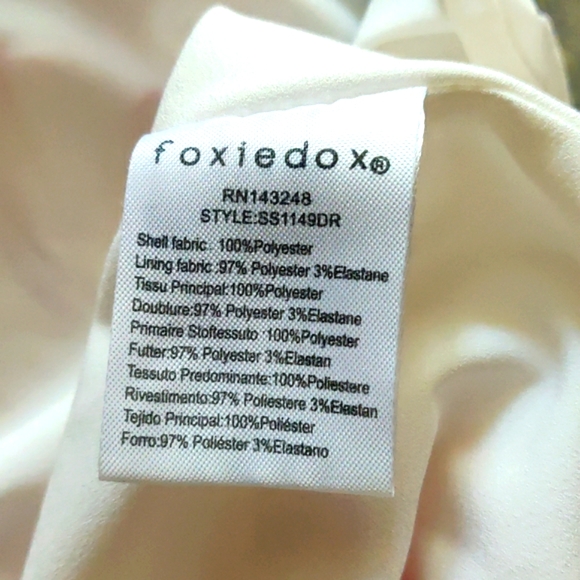 foxiedox®
RN143248
STYLE:SS1149DR
Shell fabric. 100%Polyester
Lining fabric:97% Polyester 3%Elastane
Tissu Principal:100%Polyester
Doublure:97% Polyester 3%Elastane
Primaire Stoftessuto :100%Polyester
Futter:97% Polyester 3%Elastan
Tessuto Predominante:100%Poliestere
Rivestimento:97% Poliestere 3%Elastan
Tejido Principal:100%Poliéster
Forro:97% Poliéster 3%Elastano